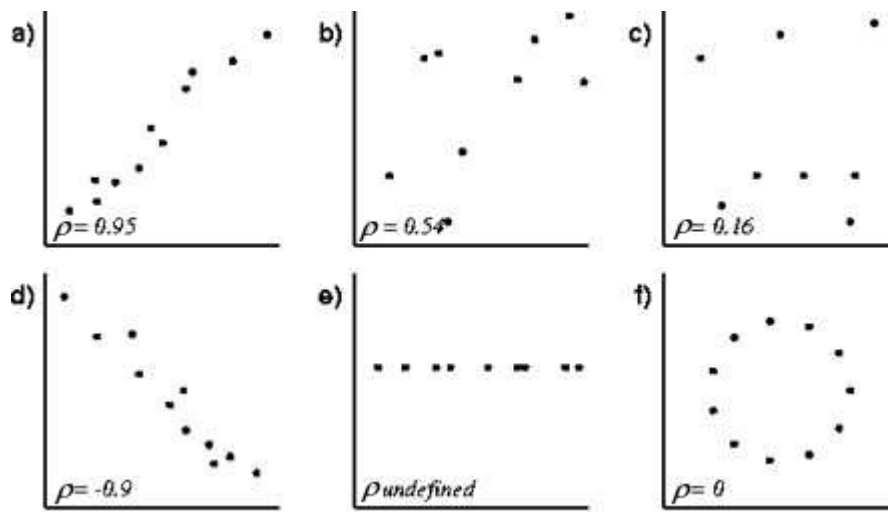 a)
ρ= 0.95
b)
ρ= 0.54
c)
ρ= 0.16
d)
ρ= -0.9
e)
ρ undefined
f)
ρ= 0